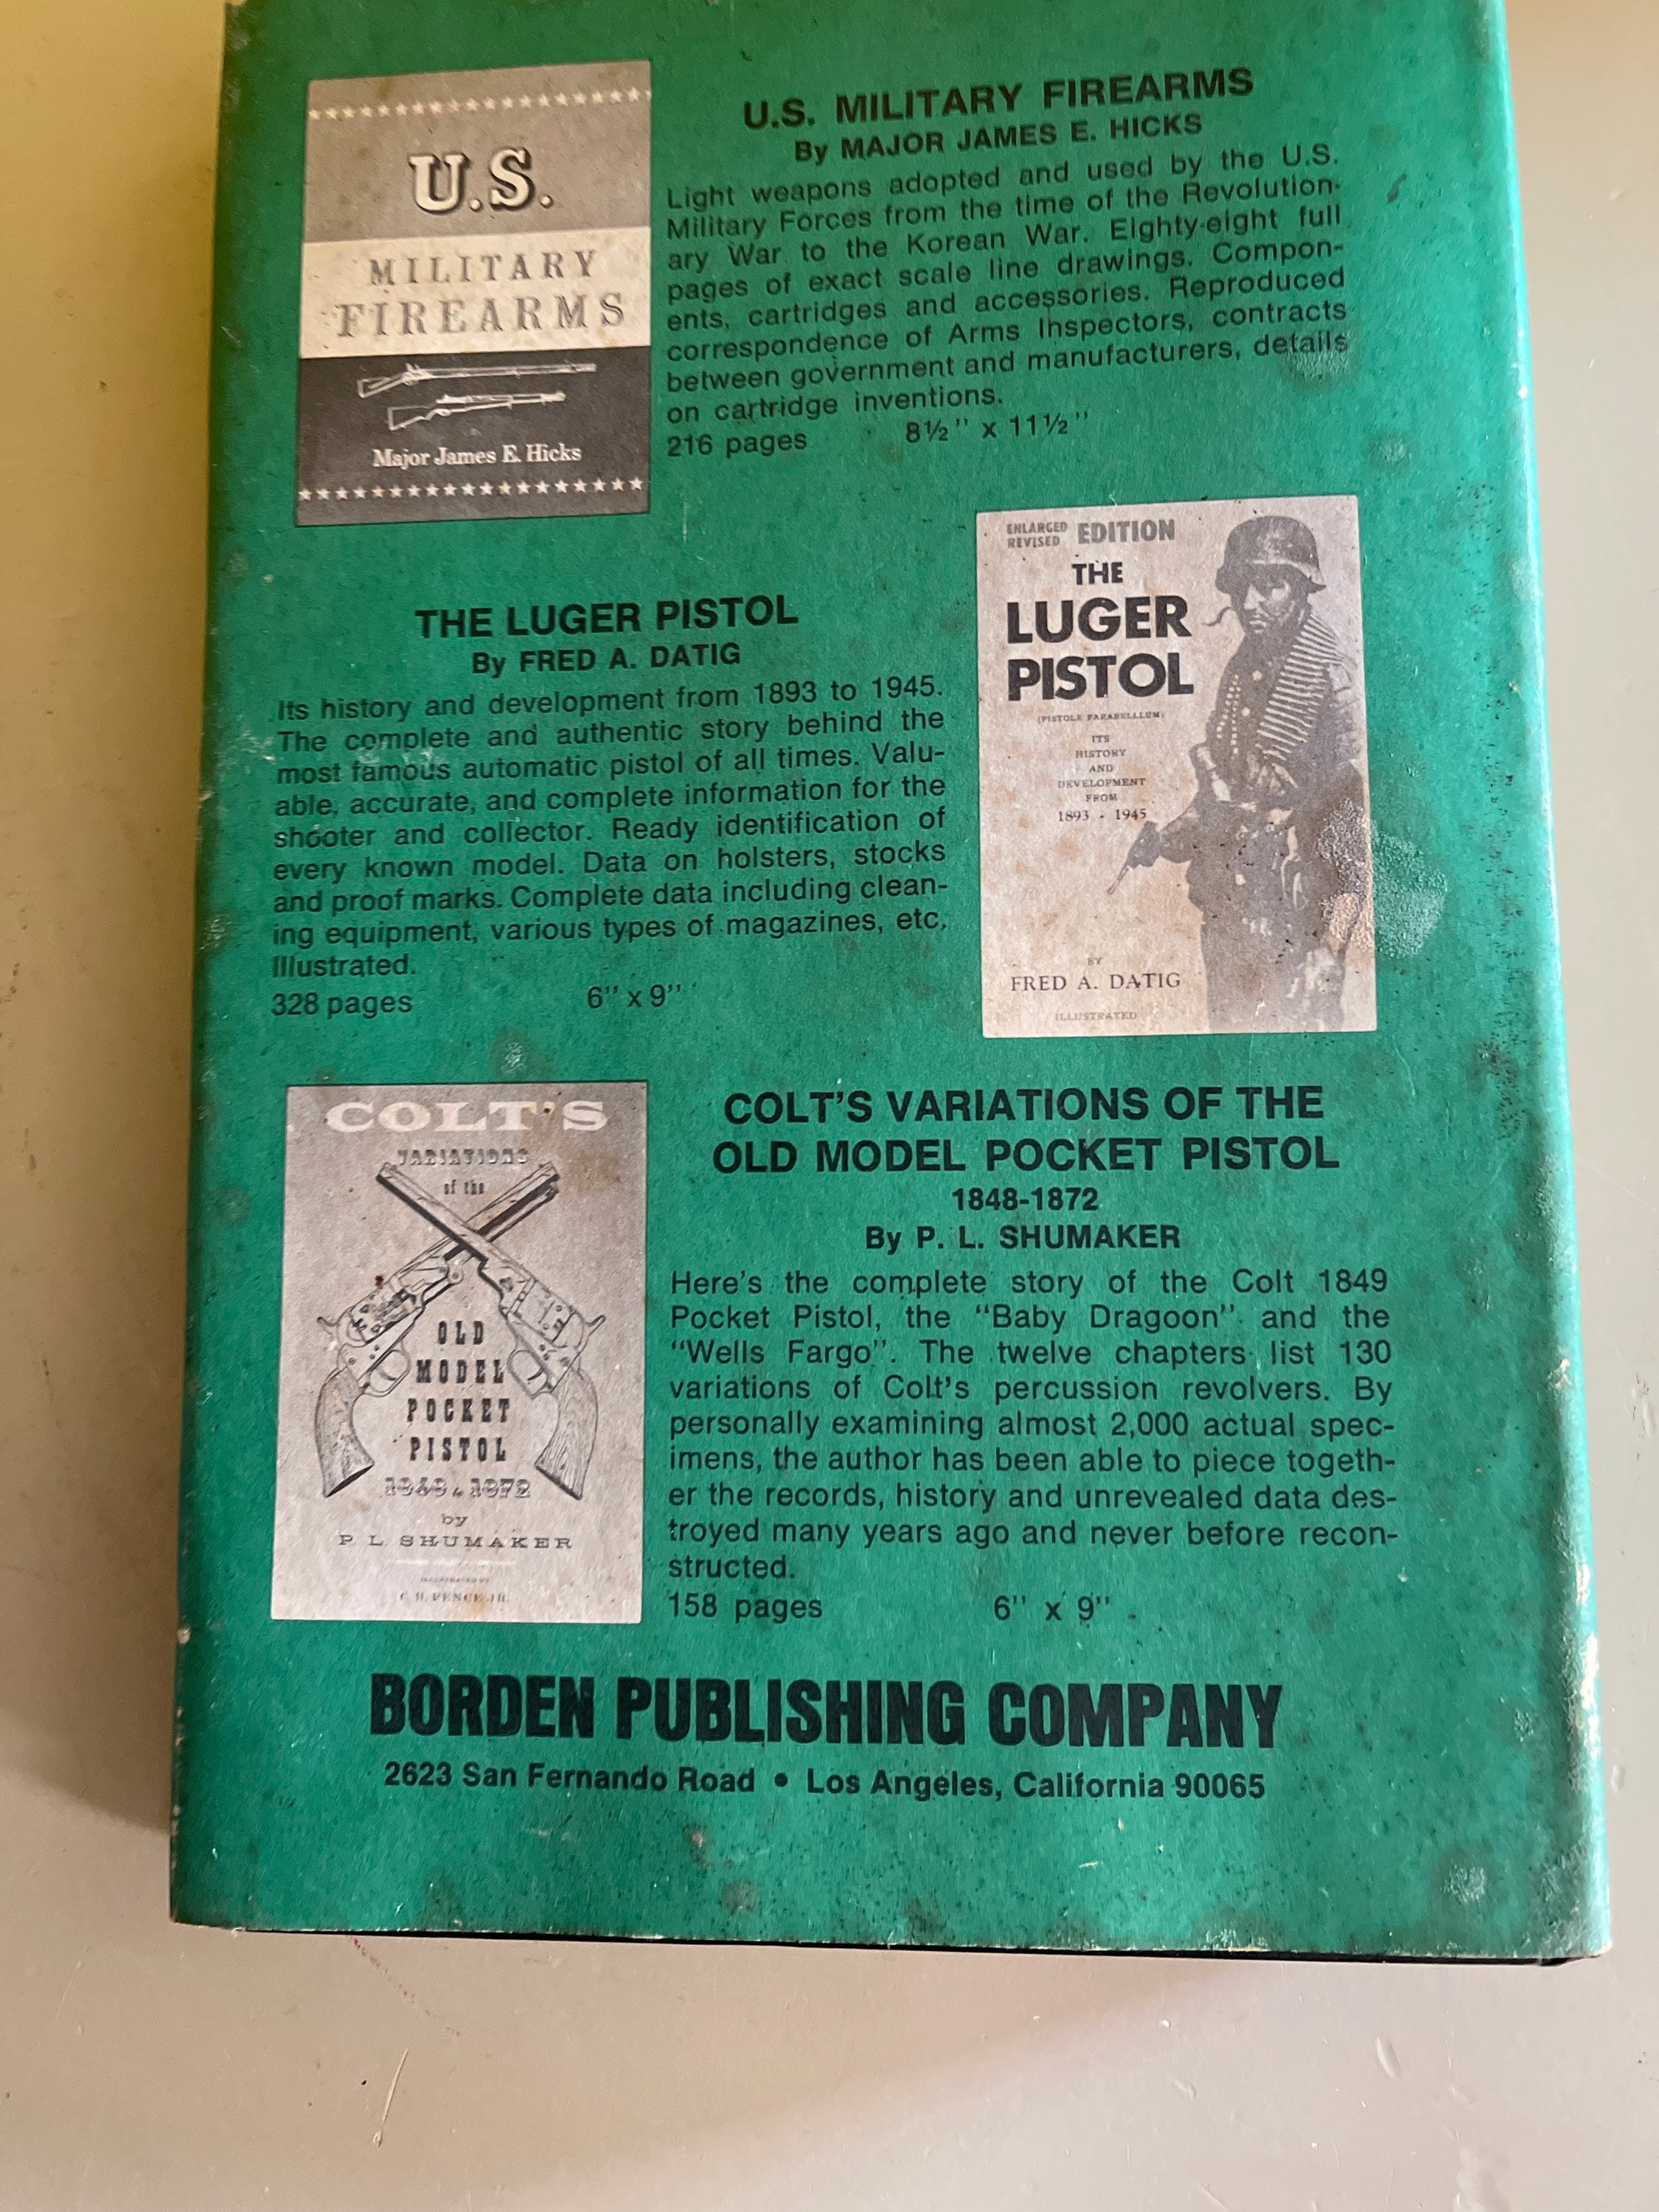 U.S.
MILITARY
FIREARMS
Major James E. Hicks
U.S. MILITARY FIREARMS
By MAJOR JAMES E. HICKS
Light weapons adopted and used by the U.S.
Military Forces from the time of the Revolution-
ary War to the Korean War. Eighty-eight full
pages of exact scale line drawings. Compon-
ents, cartridges and accessories. Reproduced
correspondence of Arms Inspectors, contracts
between government and manufacturers, details
on cartridge inventions.
216 pages 8½" x 11½"
THE LUGER PISTOL
By FRED A. DATIG
Its history and development from 1893 to 1945.
The complete and authentic story behind the
most famous automatic pistol of all times. Valu-
able, accurate, and complete information for the
shooter and collector. Ready identification of
every known model. Data on holsters, stocks
and proof marks. Complete data including clean-
ing equipment, various types of magazines, etc.
Illustrated.
328 pages 6" x 9"
ENLARGED
REVISED EDITION
THE
LUGER
PISTOL
(PISTOLE PARABELLUM)
ITS
HISTORY
AND
DEVELOPMENT
FROM
1893 - 1945
BY
FRED A. DATIG
ILLUSTRATED
COLT'S
VARIATIONS
of the
OLD
MODEL
POCKET
PISTOL
1848 to 1872
by
P. L. SHUMAKER
ILLUSTRATED BY
C. H. PENCE JR.
COLT'S VARIATIONS OF THE
OLD MODEL POCKET PISTOL
1848-1872
By P. L. SHUMAKER
Here's the complete story of the Colt 1849
Pocket Pistol, the "Baby Dragoon" and the
"Wells Fargo". The twelve chapters list 130
variations of Colt's percussion revolvers. By
personally examining almost 2,000 actual spec-
imens, the author has been able to piece togeth-
er the records, history and unrevealed data des-
troyed many years ago and never before recon-
structed.
158 pages 6" x 9"
BORDEN PUBLISHING COMPANY
2623 San Fernando Road • Los Angeles, California 90065